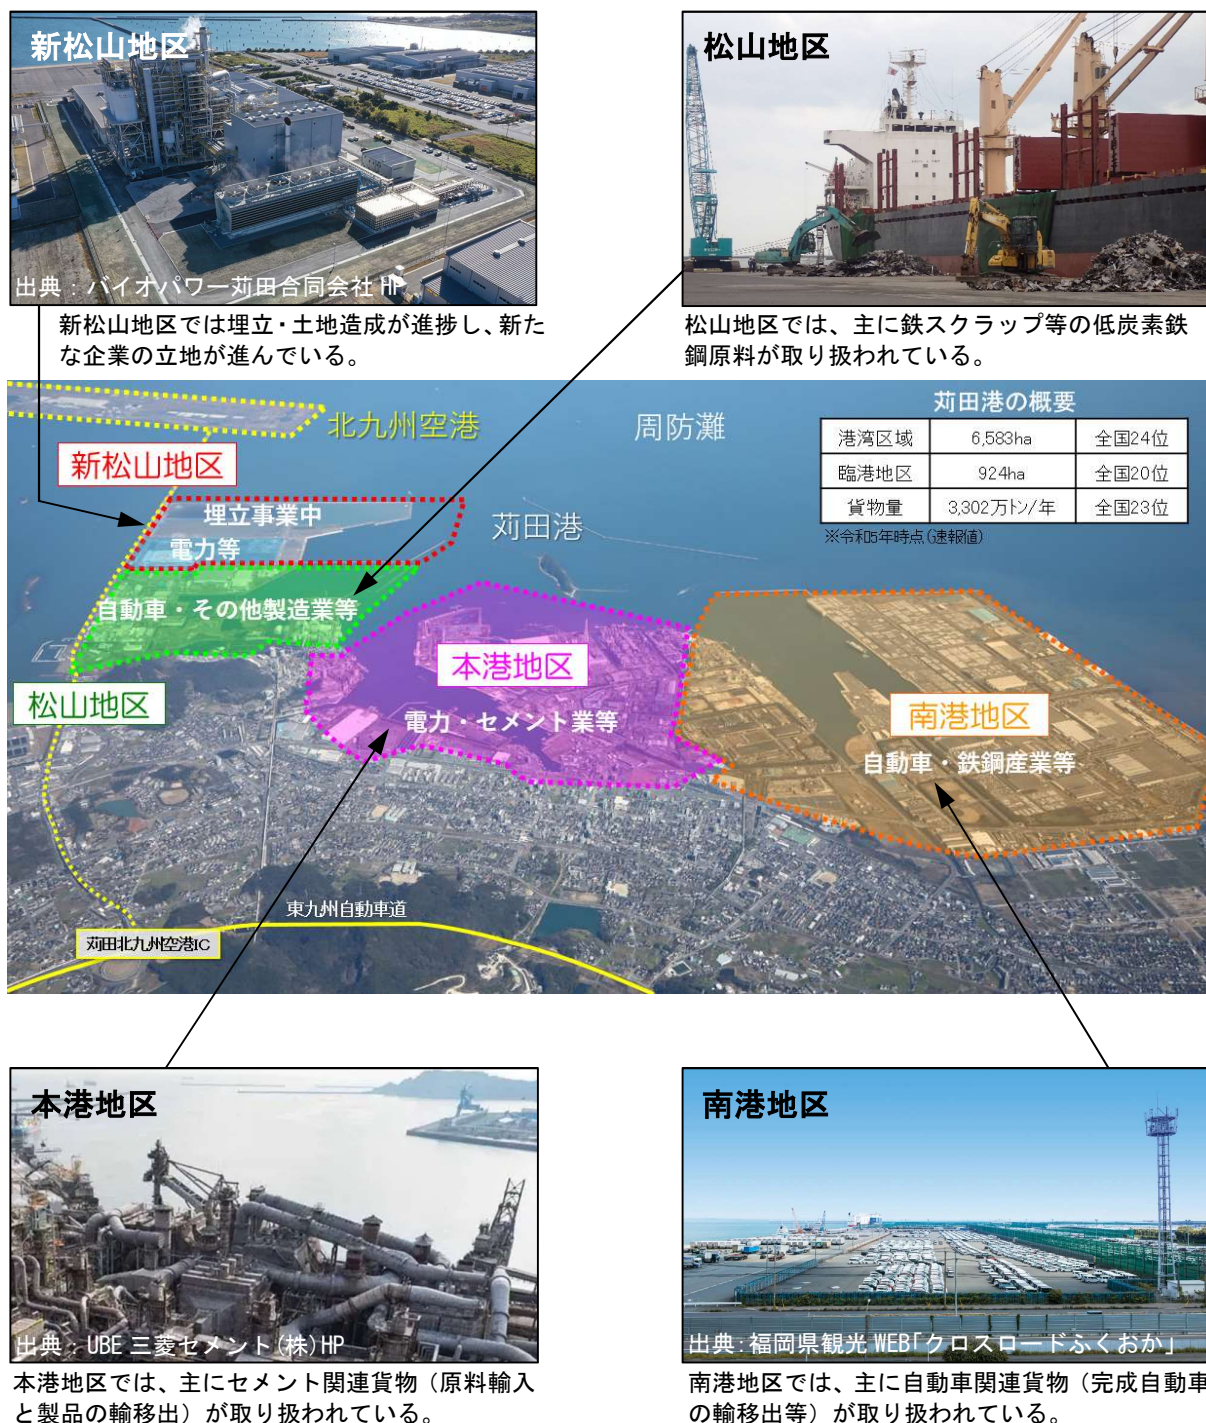 新松山地区
出典：バイオパワー苅田合同会社 HP
新松山地区では埋立・土地造成が進捗し、新た
な企業の立地が進んでいる。
松山地区
松山地区では、主に鉄スクラップ等の低炭素鉄
鋼原料が取り扱われている。
北九州空港
周防灘
苅田港の概要
港湾区域 6,583ha 全国24位
臨港地区 924ha 全国20位
貨物量 3,302万トン/年 全国23位
※令和5年時点(速報値)
新松山地区
埋立事業中
電力等
苅田港
自動車・その他製造業等
松山地区
本港地区
電力・セメント業等
南港地区
自動車・鉄鋼産業等
東九州自動車道
苅田北九州空港IC
本港地区
出典：UBE 三菱セメント(株)HP
本港地区では、主にセメント関連貨物（原料輸入
と製品の輸移出）が取り扱われている。
南港地区
出典：福岡県観光 WEB「クロスロードふくおか」
南港地区では、主に自動車関連貨物（完成自動車
の輸移出等）が取り扱われている。